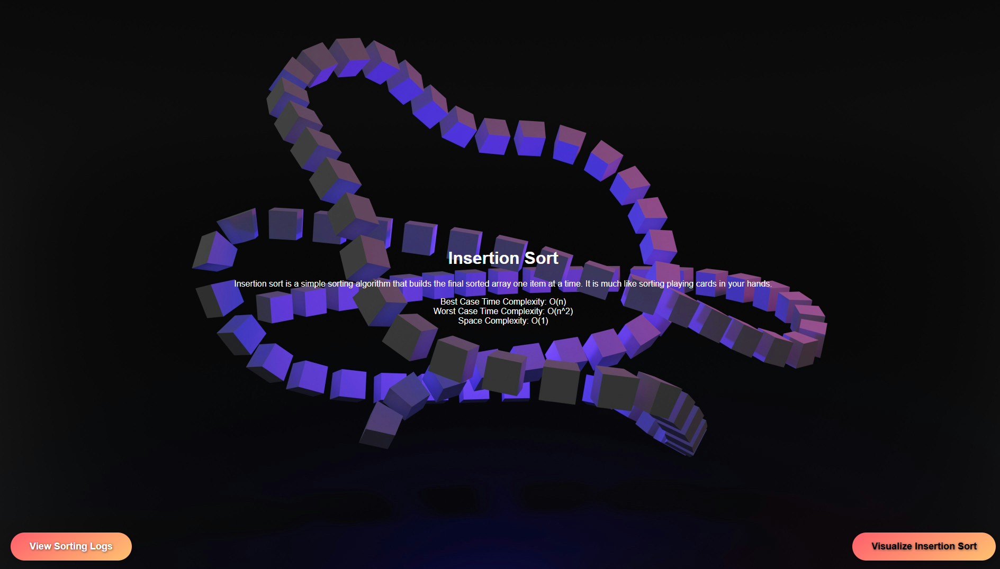 Insertion Sort
Insertion sort is a simple sorting algorithm that builds the final sorted array one item at a time. It is much like sorting playing cards in your hands.
Best Case Time Complexity: O(n)
Worst Case Time Complexity: O(n^2)
Space Complexity: O(1)
View Sorting Logs
Visualize Insertion Sort